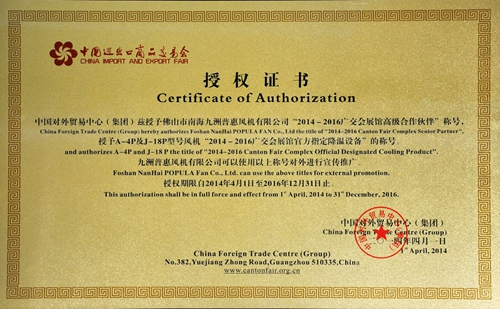 中国进出口商品交易会
CHINA IMPORT AND EXPORT FAIR
授权证书
Certificate of Authorization
中国对外贸易中心（集团）兹授予佛山市南海九洲普惠风机有限公司“2014-2016广交会展馆高级合作伙伴”称号，
China Foreign Trade Centre (Group) hereby authorizes Foshan NanHai POPULA FAN Co., Ltd the title of "2014-2016 Canton Fair Complex Senior Partner",
授予A-4P及J-18P型号风机“2014-2016广交会展馆官方指定降温设备”的称号。
and authorizes A-4P and J-18 P the title of "2014-2016 Canton Fair Complex Official Designated Cooling Product".
九洲普惠风机有限公司可以使用以上称号对外进行宣传推广。
Foshan NanHai POPULA Fan Co., Ltd. can use the above titles for external promotion.
授权期限自2014年4月1日至2016年12月31日止。
This authorization shall be in full force and effect from 1st April, 2014 to 31st December, 2016.
中国对外贸易中心（集团）
China Foreign Trade Centre (Group)
一四年四月一日
1st April, 2014
China Foreign Trade Centre (Group)
No.382,Yuejiang Zhong Road,Guangzhou 510335,China
www.cantonfair.org.cn